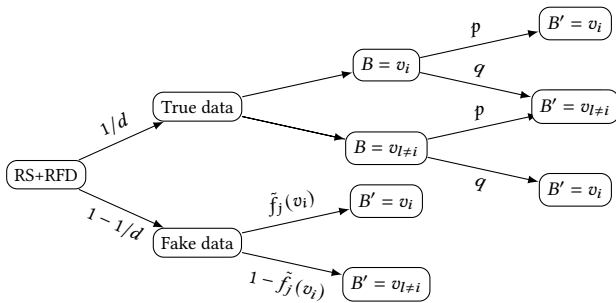 p
B′ = v_i
B = v_i
q
True data
B′ = v_{l≠i}
1/d
p
B = v_{l≠i}
RS+RFD
q
B′ = v_i
f̃_j(v_i)
B′ = v_i
1 − 1/d
Fake data
1 − f̃_j(v_i)
B′ = v_{l≠i}